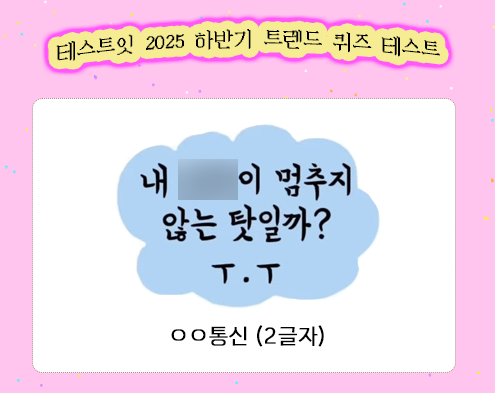 테스트잇 2025 하반기 트렌드 퀴즈 테스트
내 이 멈추지
않는 탓일까?
ㅜ.ㅜ
ㅇㅇ통신 (2글자)